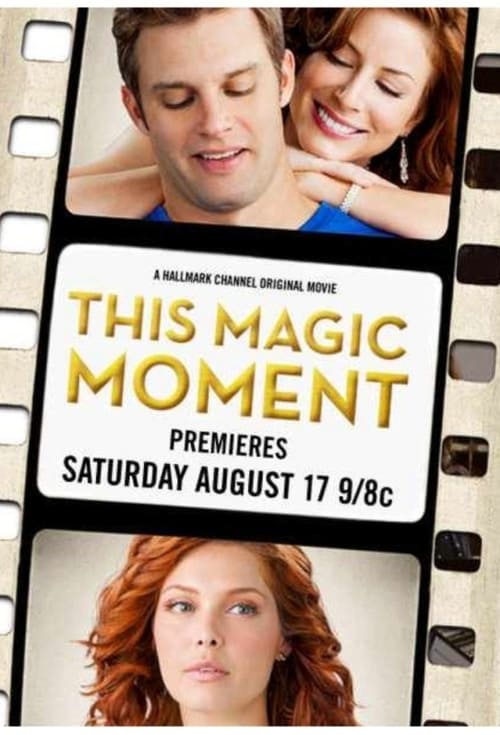 A HALLMARK CHANNEL ORIGINAL MOVIE
THIS MAGIC
MOMENT
PREMIERES
SATURDAY AUGUST 17 9/8c